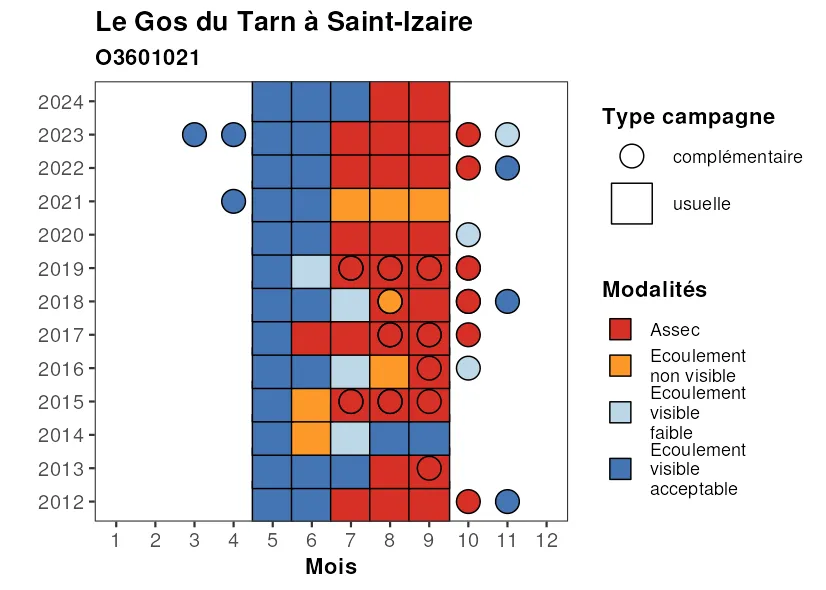 Le Gos du Tarn à Saint-Izaire
O3601021
2024
2023
2022
2021
2020
2019
2018
2017
2016
2015
2014
2013
2012
1 2 3 4 5 6 7 8 9 10 11 12
Mois
Type campagne
complémentaire
usuelle
Modalités
Assec
Ecoulement
non visible
Ecoulement
visible
faible
Ecoulement
visible
acceptable